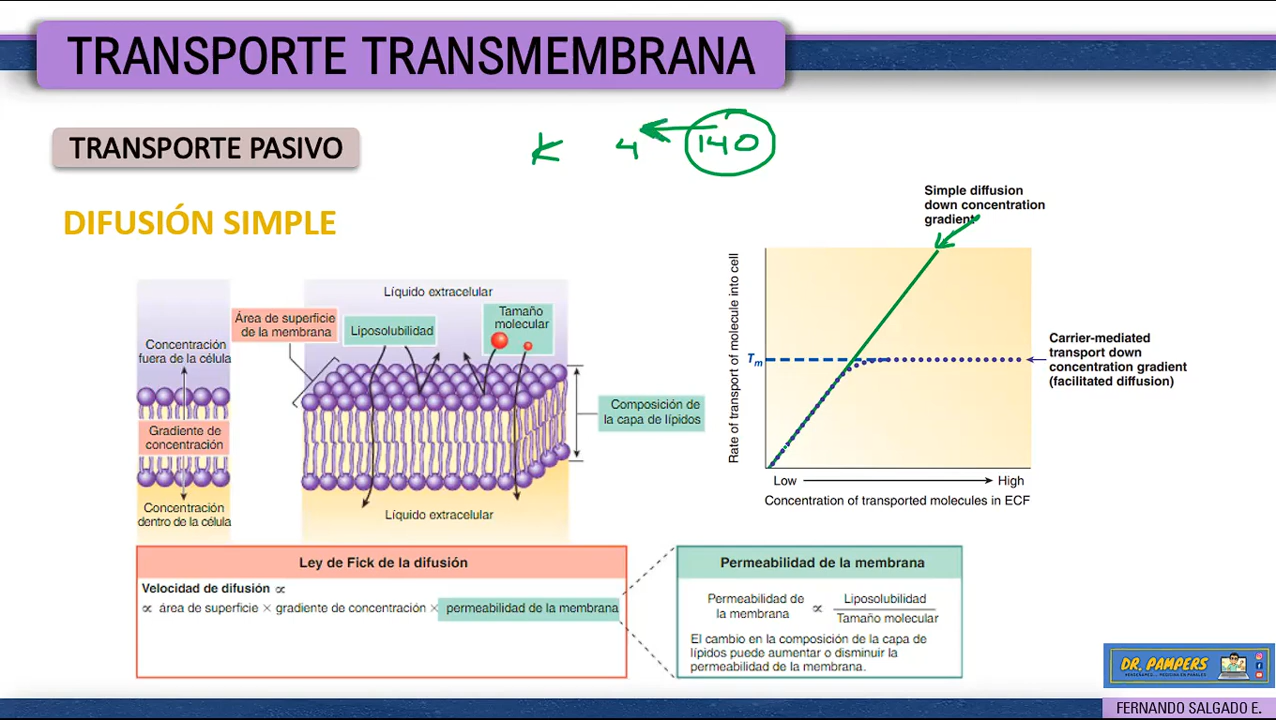 TRANSPORTE TRANSMEMBRANA
TRANSPORTE PASIVO
K 4 140
DIFUSIÓN SIMPLE
Líquido extracelular
Área de superficie
de la membrana
Liposolubilidad
Tamaño
molecular
Concentración
fuera de la célula
Gradiente de
concentración
Concentración
dentro de la célula
Composición de
la capa de lípidos
Líquido extracelular
Simple diffusion
down concentration
gradient
Rate of transport of molecule into cell
Tm
Carrier-mediated
transport down
concentration gradient
(facilitated diffusion)
Low High
Concentration of transported molecules in ECF
Ley de Fick de la difusión
Velocidad de difusión ∝
∝ área de superficie × gradiente de concentración × permeabilidad de la membrana
Permeabilidad de la membrana
Permeabilidad de
la membrana
∝
Liposolubilidad
Tamaño molecular
El cambio en la composición de la capa de
lípidos puede aumentar o disminuir la
permeabilidad de la membrana.
DR. PAMPERS
FERNANDO SALGADO E.